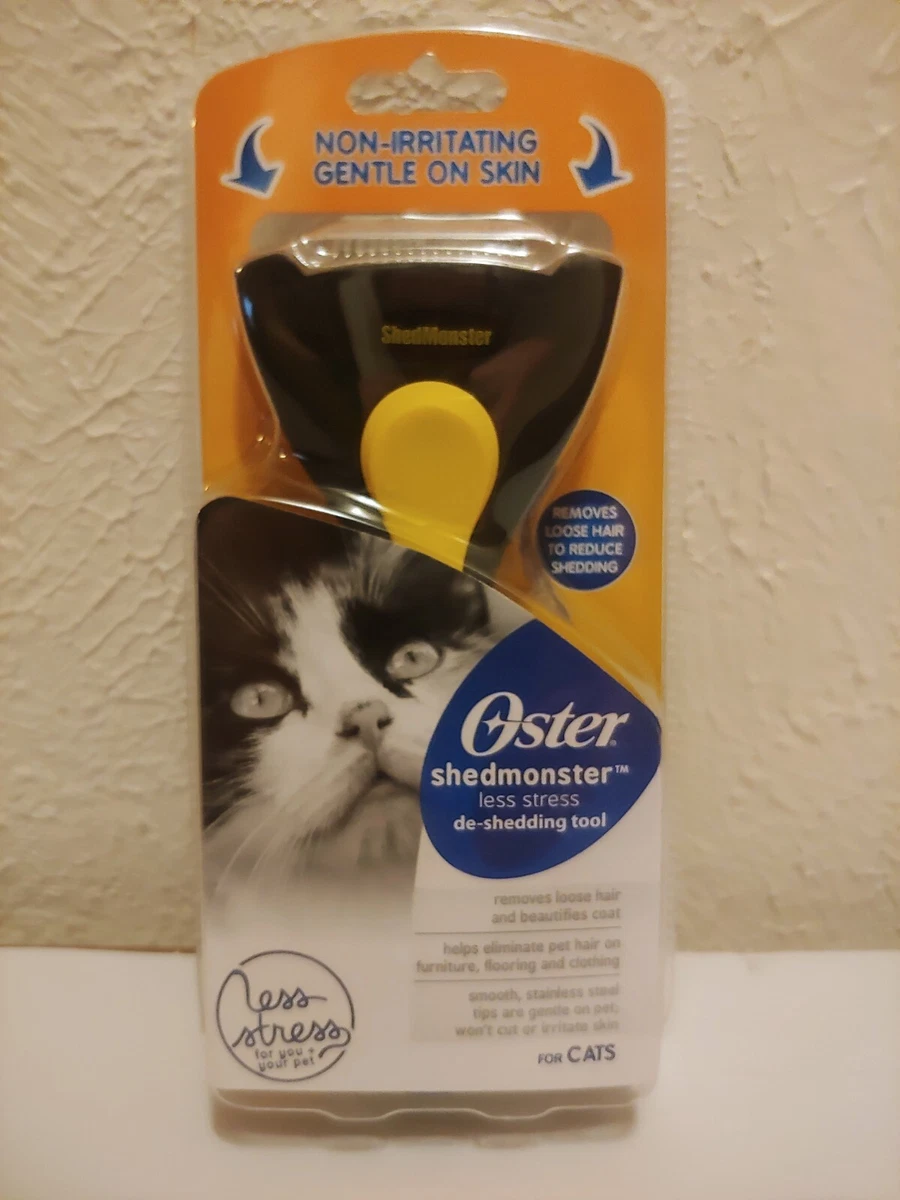 NON-IRRITATING
GENTLE ON SKIN
ShedMonster
REMOVES
LOOSE HAIR
TO REDUCE
SHEDDING
Oster
shedmonster™
less stress
de-shedding tool
removes loose hair
and beautifies coat
helps eliminate pet hair on
furniture, flooring and clothing
smooth, stainless steel
tips are gentle on pet;
won't cut or irritate skin
less
stress
for you +
your pet
FOR CATS